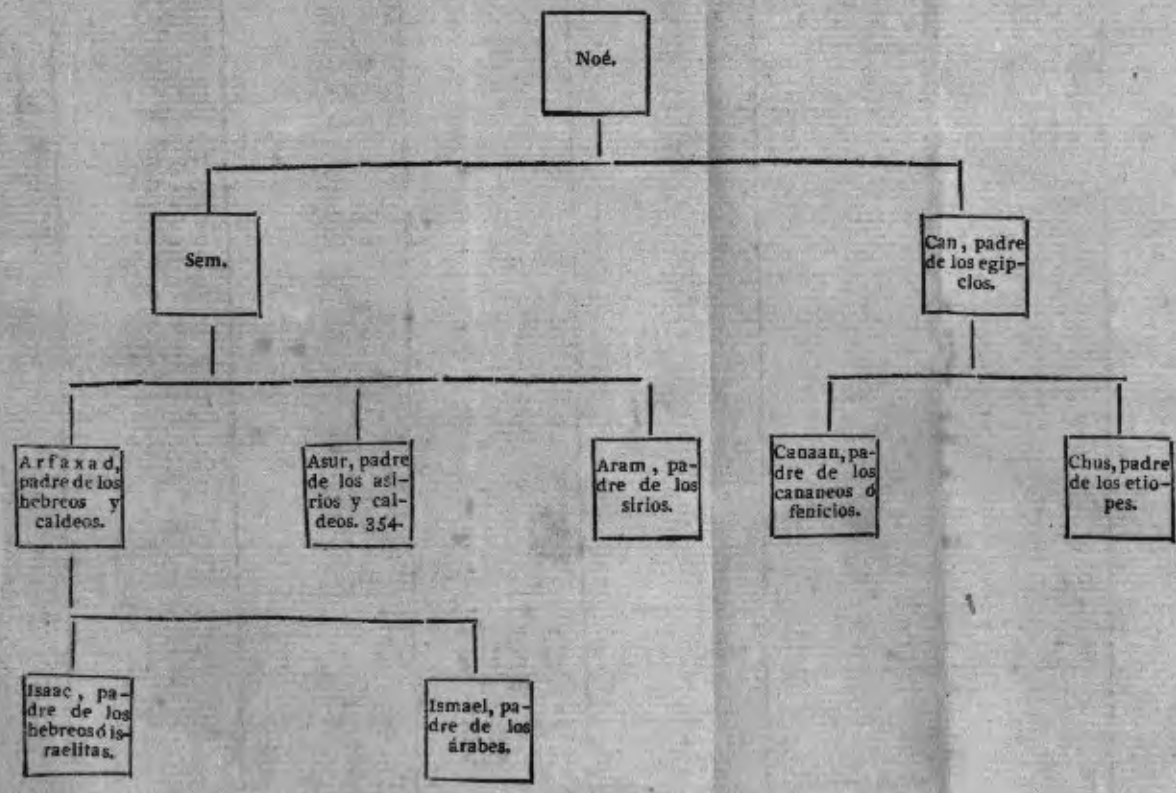 Noé.
Sem.
Can, padre
de los egip-
cios.
Arfaxad,
padre de los
hebreos y
caldeos.
Asur, padre
de los asi-
rios y cal-
deos. 354.
Aram, pa-
dre de los
sirios.
Canaan, pa-
dre de los
cananeos ó
fenicios.
Chus, padre
de los etio-
pes.
Isaac, pa-
dre de los
hebreos ó is-
raelitas.
Ismael, pa-
dre de los
árabes.